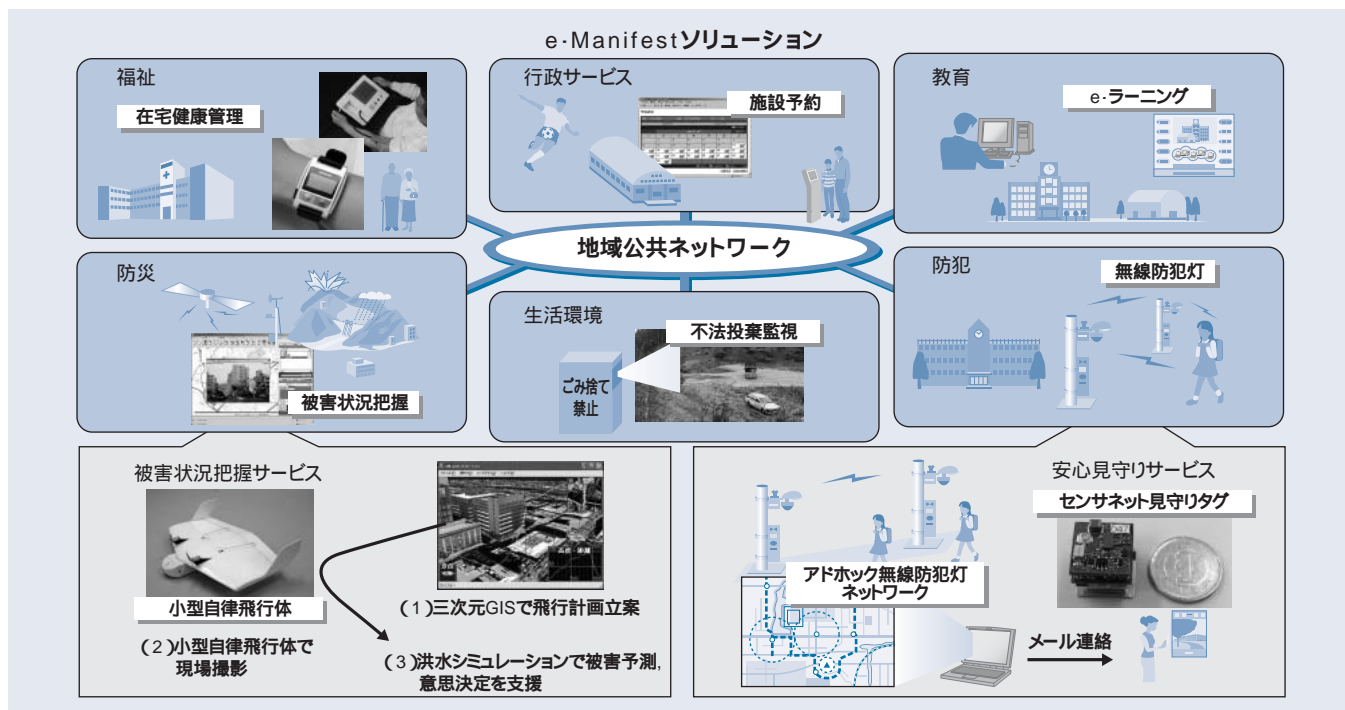 e-Manifestソリューション
福祉
在宅健康管理
行政サービス
施設予約
教育
e-ラーニング
地域公共ネットワーク
防災
被害状況把握
生活環境
不法投棄監視
ごみ捨て
禁止
防犯
無線防犯灯
被害状況把握サービス
小型自律飛行体
(2)小型自律飛行体で
現場撮影
(1)三次元GISで飛行計画立案
(3)洪水シミュレーションで被害予測,
意思決定を支援
安心見守りサービス
センサネット見守りタグ
アドホック無線防犯灯
ネットワーク
メール連絡